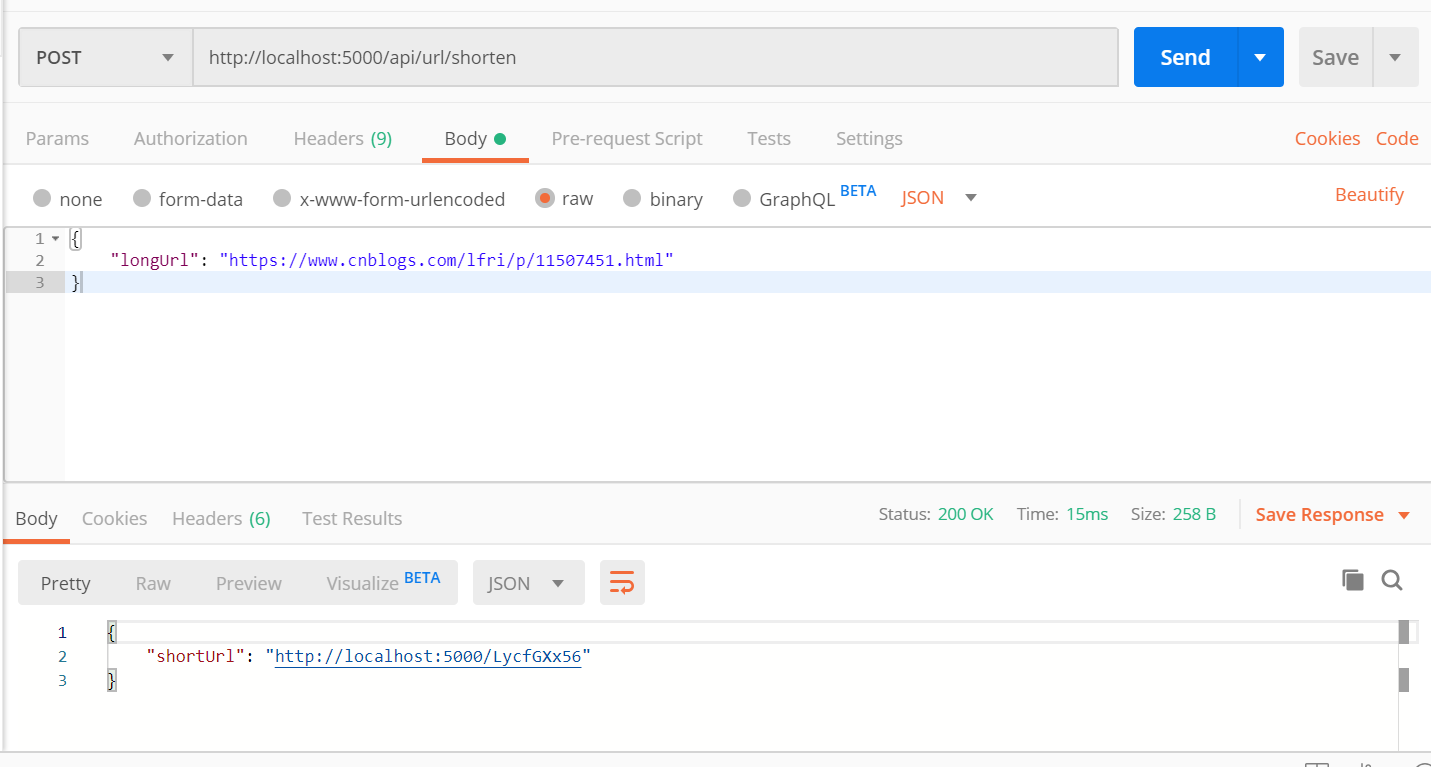 POST http://localhost:5000/api/url/shorten Send Save
Params Authorization Headers (9) Body Pre-request Script Tests Settings Cookies Code
none form-data x-www-form-urlencoded raw binary GraphQL BETA JSON Beautify
1 {
2 "longUrl": "https://www.cnblogs.com/lfri/p/11507451.html"
3 }
Body Cookies Headers (6) Test Results Status: 200 OK Time: 15ms Size: 258 B Save Response
Pretty Raw Preview Visualize BETA JSON
1 {
2 "shortUrl": "http://localhost:5000/LycfGXx56"
3 }